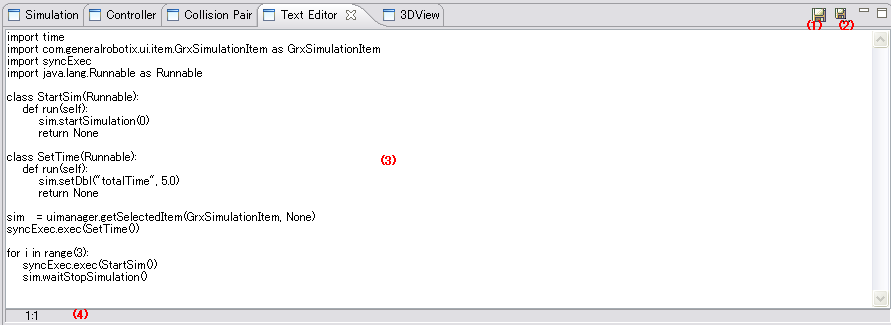 Simulation Controller Collision Pair Text Editor 3DView
(1) (2)
import time
import com.generalrobotix.ui.item.GrxSimulationItem as GrxSimulationItem
import syncExec
import java.lang.Runnable as Runnable
class StartSim(Runnable):
def run(self):
sim.startSimulation(0)
return None
class SetTime(Runnable):
def run(self):
sim.setDbl("totalTime", 5.0)
return None
(3)
sim = uimanager.getSelectedItem(GrxSimulationItem, None)
syncExec.exec(SetTime())
for i in range(3):
syncExec.exec(StartSim())
sim.waitStopSimulation()
1:1 (4)